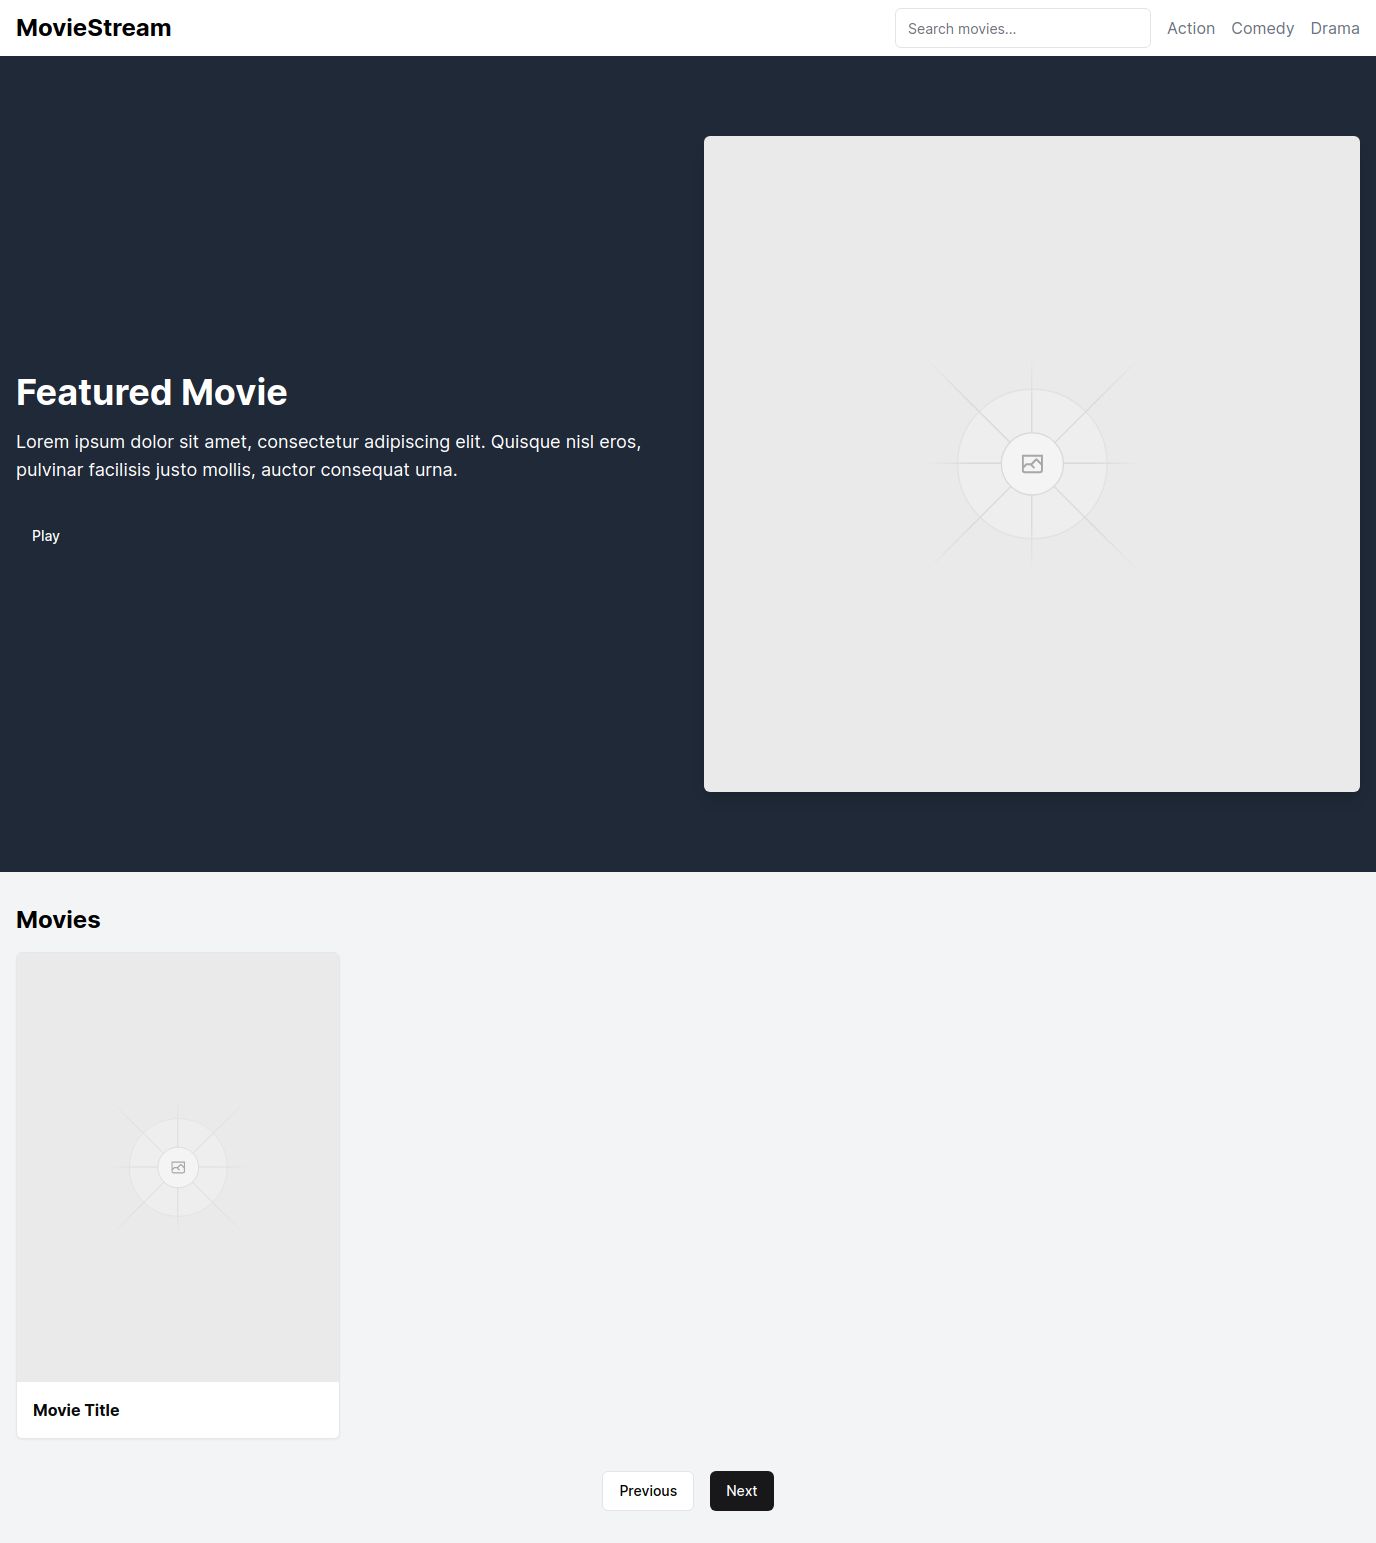 MovieStream
Search movies...
Action
Comedy
Drama
Featured Movie
Lorem ipsum dolor sit amet, consectetur adipiscing elit. Quisque nisl eros,
pulvinar facilisis justo mollis, auctor consequat urna.
Play
Movies
Movie Title
Previous
Next